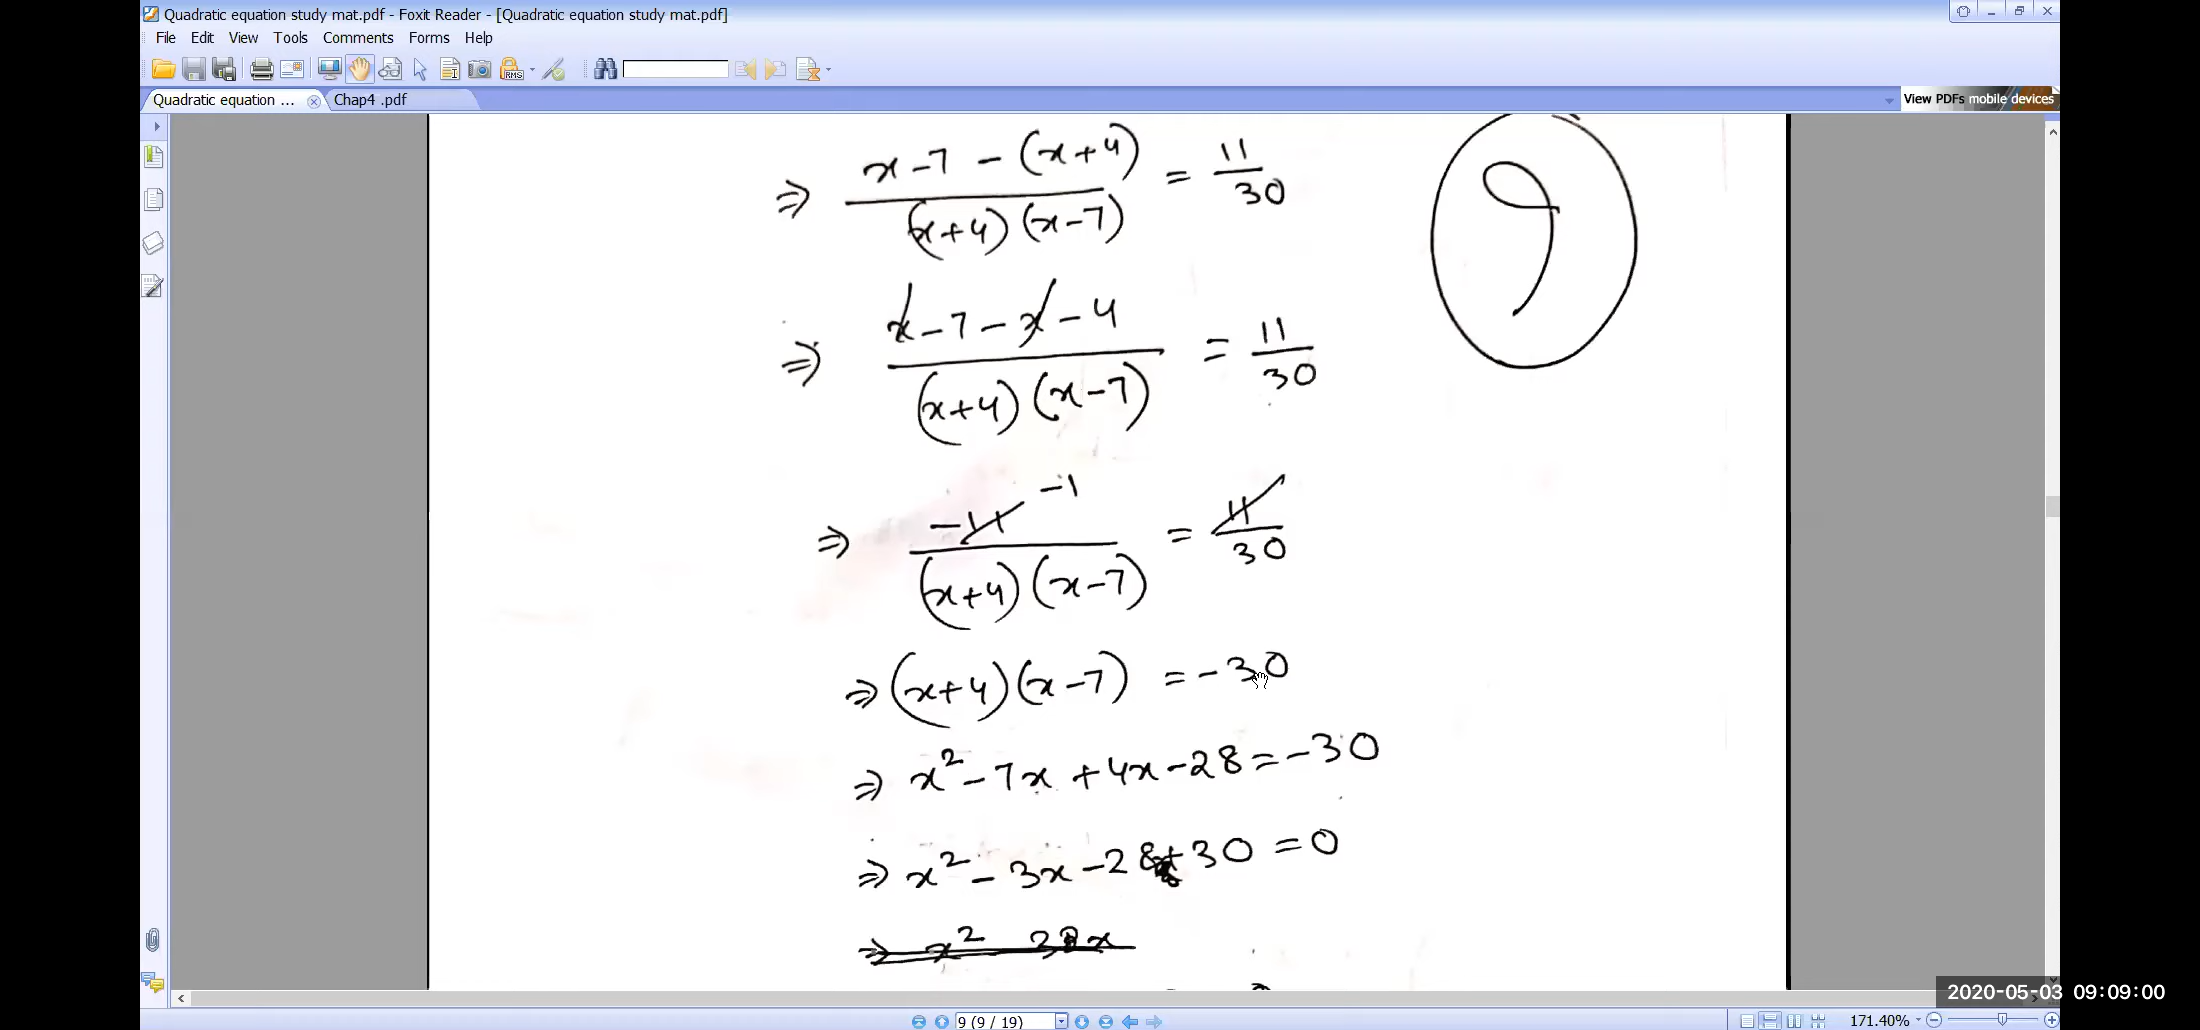 Quadratic equation study mat.pdf - Foxit Reader - [Quadratic equation study mat.pdf]
File Edit View Tools Comments Forms Help
RMS
Quadratic equation ... Chap4 .pdf
View PDFs mobile devices
⇒ x-7 - (x+4) / (x+4)(x-7) = 11/30
9
⇒ x-7-x-4 / (x+4)(x-7) = 11/30
⇒ -11 -1 / (x+4)(x-7) = 11/30
⇒ (x+4)(x-7) = -30
⇒ x² - 7x + 4x - 28 = -30
⇒ x² - 3x - 28 + 30 = 0
2020-05-03 09:09:00
9 (9 / 19)
171.40%